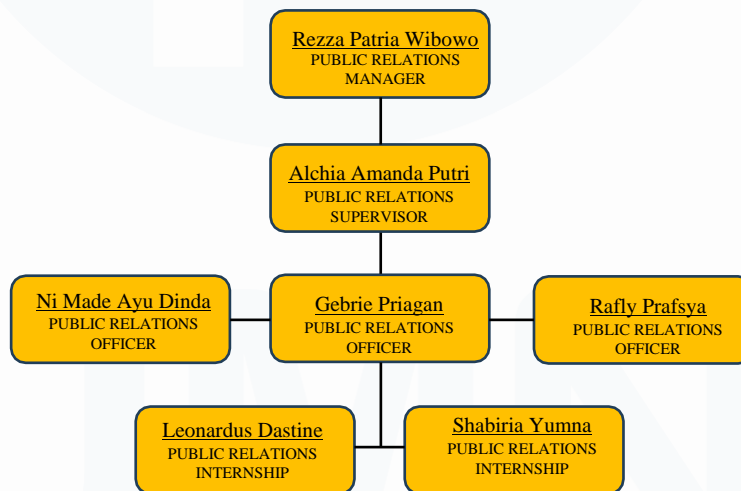 Rezza Patria Wibowo
PUBLIC RELATIONS
MANAGER
Alchia Amanda Putri
PUBLIC RELATIONS
SUPERVISOR
Ni Made Ayu Dinda
PUBLIC RELATIONS
OFFICER
Gebrie Priagan
PUBLIC RELATIONS
OFFICER
Rafly Prafsya
PUBLIC RELATIONS
OFFICER
Leonardus Dastine
PUBLIC RELATIONS
INTERNSHIP
Shabiria Yumna
PUBLIC RELATIONS
INTERNSHIP